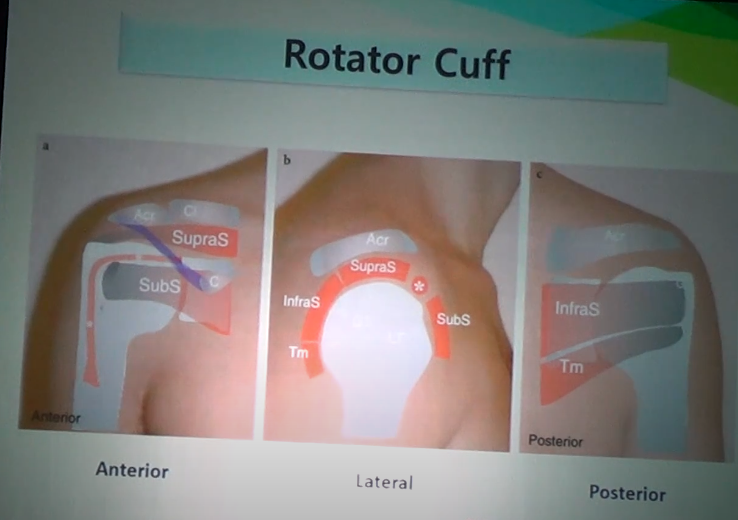 Rotator Cuff
a
Acr
Cl
SupraS
SubS
C
Anterior
b
Acr
SupraS
*
InfraS
SubS
Tm
c
Acr
InfraS
Tm
Posterior
Anterior
Lateral
Posterior